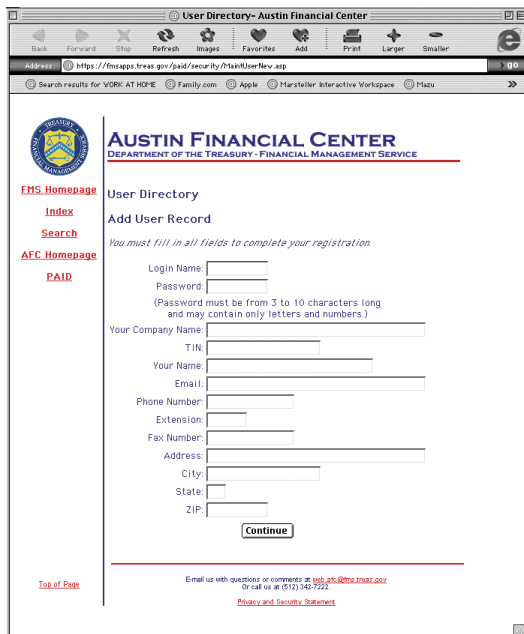 User Directory- Austin Financial Center
Back Forward Stop Refresh Images Favorites Add Print Larger Smaller
Address: https://fmsapps.treas.gov/paid/security/MaintUserNew.asp go
Search results for WORK AT HOME Family.com Apple Marsteller Interactive Workspace Mazu
AUSTIN FINANCIAL CENTER
DEPARTMENT OF THE TREASURY - FINANCIAL MANAGEMENT SERVICE
FMS Homepage
Index
Search
AFC Homepage
PAID
User Directory
Add User Record
You must fill in all fields to complete your registration.
Login Name:
Password:
(Password must be from 3 to 10 characters long
and may contain only letters and numbers.)
Your Company Name:
TIN:
Your Name:
Email:
Phone Number:
Extension:
Fax Number:
Address:
City:
State:
ZIP:
Continue
Top of Page
E-mail us with questions or comments at web.afc@fms.treas.gov
Or call us at (512) 342-7222.
Privacy and Security Statement